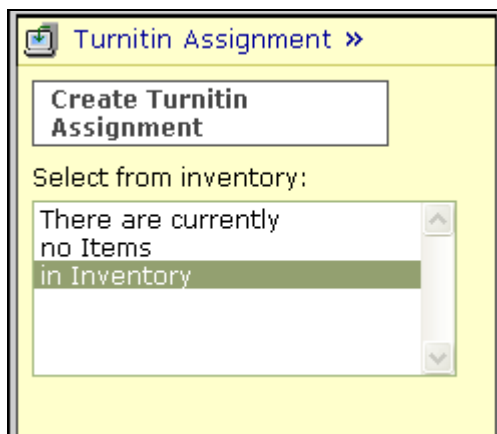 Turnitin Assignment »
Create Turnitin
Assignment
Select from inventory:
There are currently
no Items
in Inventory